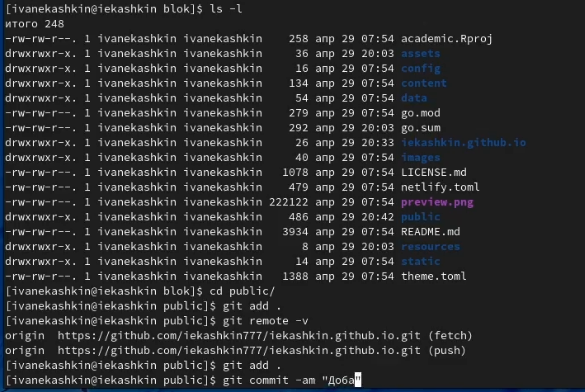 [ivanekashkin@iekashkin blok]$ ls -l
итого 248
-rw-rw-r--. 1 ivanekashkin ivanekashkin 258 апр 29 07:54 academic.Rproj
drwxrwxr-x. 1 ivanekashkin ivanekashkin 36 апр 29 20:03 assets
drwxrwxr-x. 1 ivanekashkin ivanekashkin 16 апр 29 07:54 config
drwxrwxr-x. 1 ivanekashkin ivanekashkin 134 апр 29 07:54 content
drwxrwxr-x. 1 ivanekashkin ivanekashkin 54 апр 29 07:54 data
-rw-rw-r--. 1 ivanekashkin ivanekashkin 279 апр 29 07:54 go.mod
-rw-rw-r--. 1 ivanekashkin ivanekashkin 292 апр 29 20:03 go.sum
drwxrwxr-x. 1 ivanekashkin ivanekashkin 26 апр 29 20:33 iekashkin.github.io
drwxrwxr-x. 1 ivanekashkin ivanekashkin 40 апр 29 07:54 images
-rw-rw-r--. 1 ivanekashkin ivanekashkin 1078 апр 29 07:54 LICENSE.md
-rw-rw-r--. 1 ivanekashkin ivanekashkin 479 апр 29 07:54 netlify.toml
-rw-rw-r--. 1 ivanekashkin ivanekashkin 222122 апр 29 07:54 preview.png
drwxrwxr-x. 1 ivanekashkin ivanekashkin 486 апр 29 20:42 public
-rw-rw-r--. 1 ivanekashkin ivanekashkin 3934 апр 29 07:54 README.md
drwxrwxr-x. 1 ivanekashkin ivanekashkin 8 апр 29 20:03 resources
drwxrwxr-x. 1 ivanekashkin ivanekashkin 14 апр 29 07:54 static
-rw-rw-r--. 1 ivanekashkin ivanekashkin 1388 апр 29 07:54 theme.toml
[ivanekashkin@iekashkin blok]$ cd public/
[ivanekashkin@iekashkin public]$ git add .
[ivanekashkin@iekashkin public]$ git remote -v
origin https://github.com/iekashkin777/iekashkin.github.io.git (fetch)
origin https://github.com/iekashkin777/iekashkin.github.io.git (push)
[ivanekashkin@iekashkin public]$ git add .
[ivanekashkin@iekashkin public]$ git commit -am "Доба"